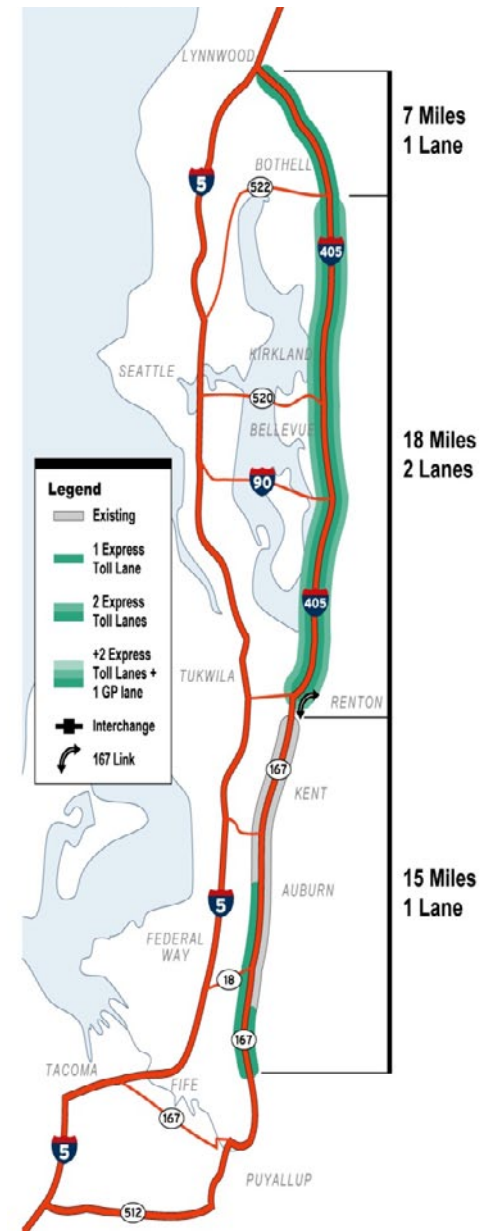 LYNNWOOD
7 Miles
1 Lane
BOTHELL
5
522
405
KIRKLAND
SEATTLE
520
BELLEVUE
18 Miles
2 Lanes
90
Legend
Existing
1 Express
Toll Lane
2 Express
Toll Lanes
+2 Express
Toll Lanes +
1 GP lane
Interchange
167 Link
405
TUKWILA
RENTON
167
KENT
15 Miles
1 Lane
AUBURN
5
FEDERAL
WAY
18
167
TACOMA
FIFE
167
5
PUYALLUP
512